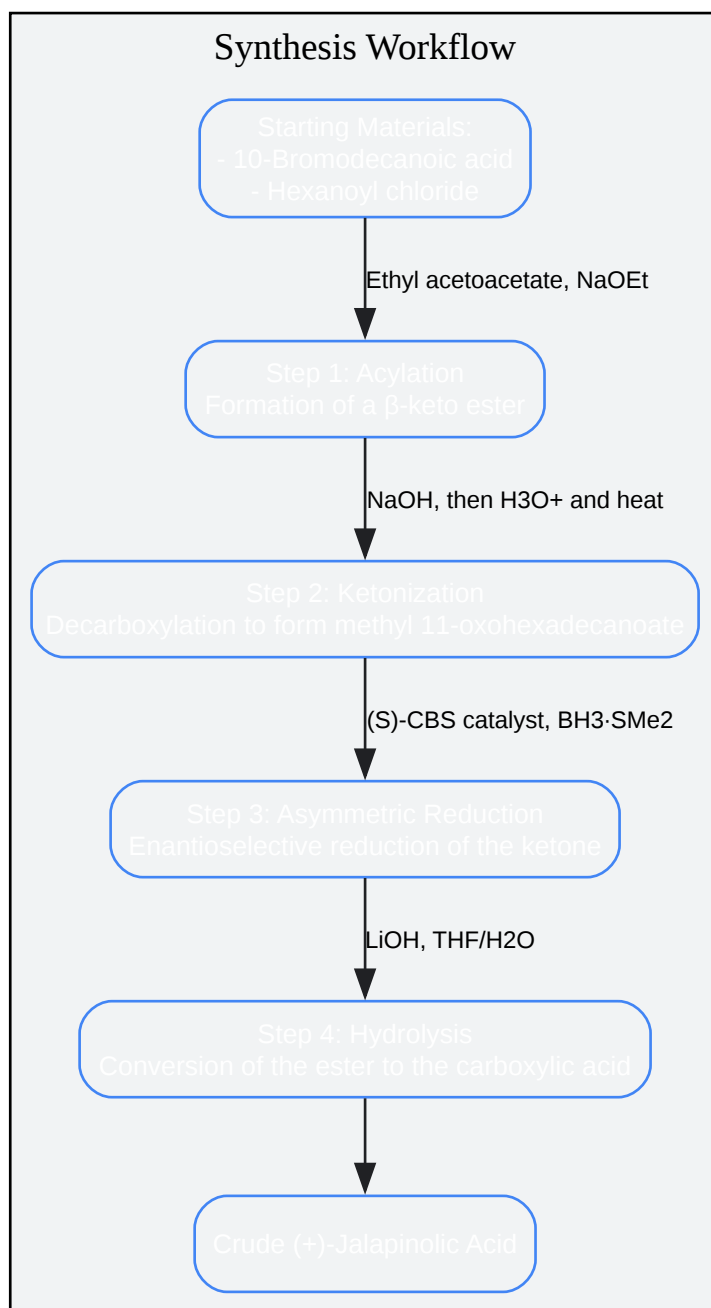 Synthesis Workflow
Starting Materials:
- 10-Bromodecanoic acid
- Hexanoyl chloride
Ethyl acetoacetate, NaOEt
Step 1: Acylation
Formation of a β-keto ester
NaOH, then H3O+ and heat
Step 2: Ketonization
Decarboxylation to form methyl 11-oxohexadecanoate
(S)-CBS catalyst, BH3·SMe2
Step 3: Asymmetric Reduction
Enantioselective reduction of the ketone
LiOH, THF/H2O
Step 4: Hydrolysis
Conversion of the ester to the carboxylic acid
Crude (+)-Jalapinolic Acid